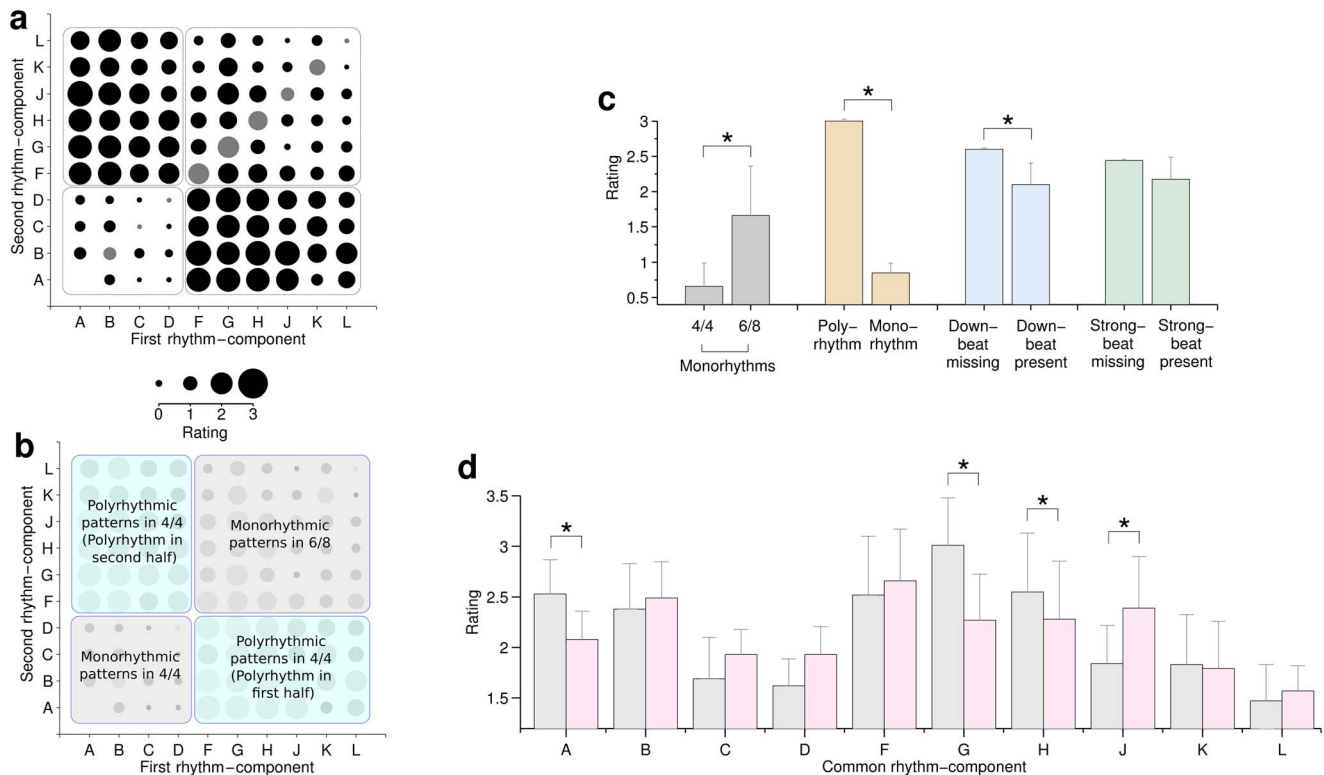 a
L
K
J
H
G
F
D
C
B
A
Second rhythm−component
A B C D F G H J K L
First rhythm−component
0 1 2 3
Rating
b
L
K
J
H
G
F
D
C
B
A
Second rhythm−component
Polyrhythmic
patterns in 4/4
(Polyrhythm in
second half)
Monorhythmic
patterns in 6/8
Monorhythmic
patterns in 4/4
Polyrhythmic
patterns in 4/4
(Polyrhythm in
first half)
A B C D F G H J K L
First rhythm−component
c
Rating
3
2.5
2
1.5
1
0.5
* * *
4/4 6/8
Monorhythms
Poly−
rhythm
Mono−
rhythm
Down−
beat
missing
Down−
beat
present
Strong−
beat
missing
Strong−
beat
present
d
Rating
3.5
3
2.5
2
1.5
* * * *
A B C D F G H J K L
Common rhythm−component